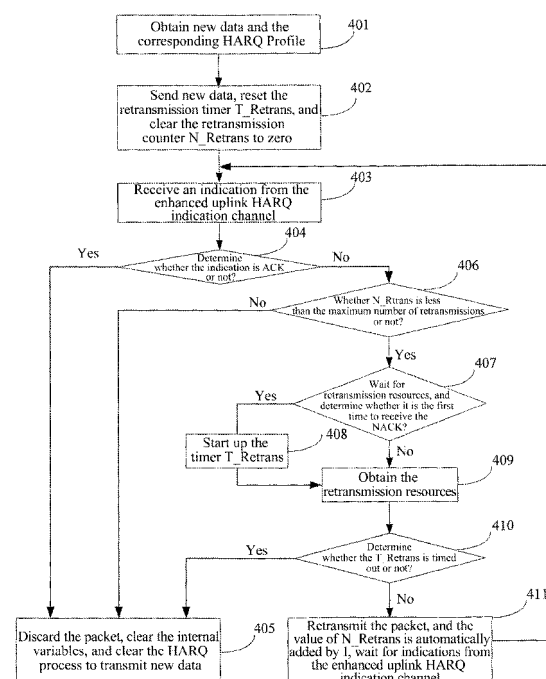 Obtain new data and the
corresponding HARQ Profile
401
Send new data, reset the
retransmission timer T_Retrans, and
clear the retransmission
counter N_Retrans to zero
402
Receive an indication from the
enhanced uplink HARQ
indication channel
403
404
Determine
whether the indication is ACK
or not?
Yes
No
406
Whether N_Rtrans is less
than the maximum number of retransmissions
or not?
No
Yes
407
Wait for
retransmission resources, and
determine whether it is the first
time to receive the
NACK?
Yes
No
Start up the
timer T_Retrans
408
Obtain the
retransmission resources
409
410
Determine
whether the T_Retrans is timed
out or not?
Yes
No
Discard the packet, clear the internal
variables, and clear the HARQ
process to transmit new data
405
411
Retransmit the packet, and the
value of N_Retrans is automatically
added by 1, wait for indications from
the enhanced uplink HARQ
indication channel